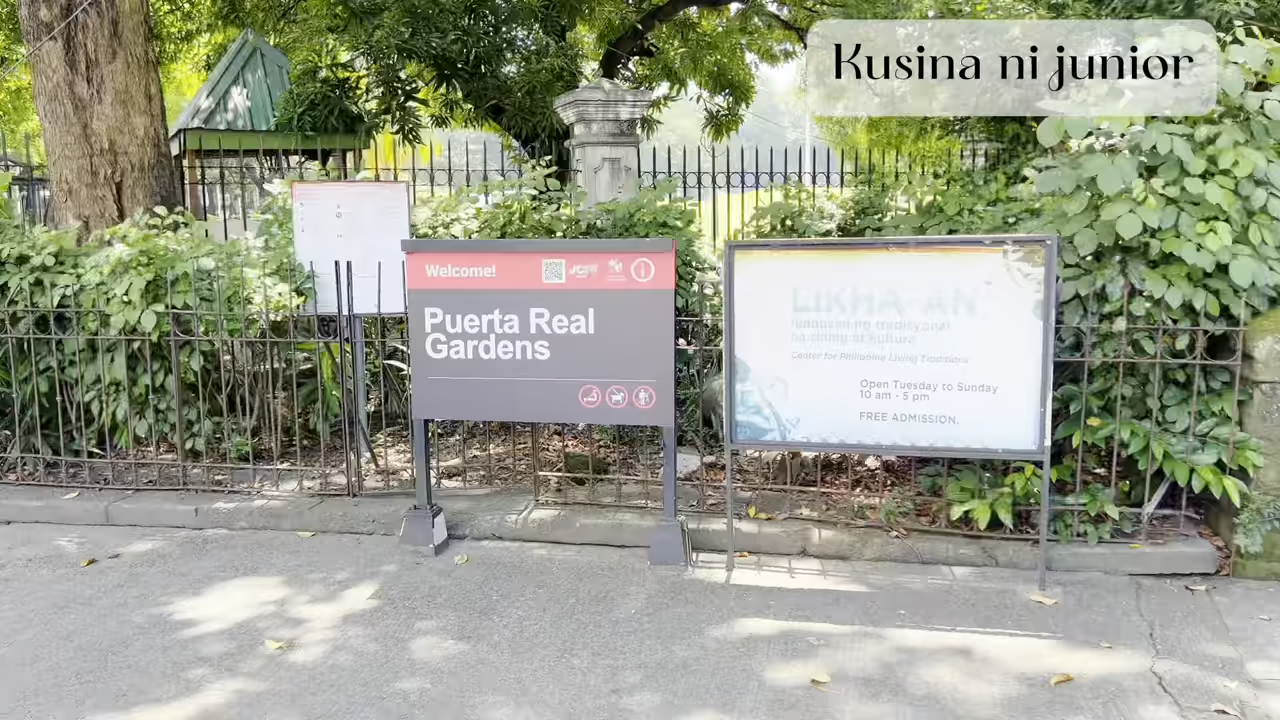 Kusina ni junior
Welcome!
Puerta Real
Gardens
LIKHA-AN
Center for Philippine Living Traditions
Open Tuesday to Sunday
10 am - 5 pm
FREE ADMISSION.